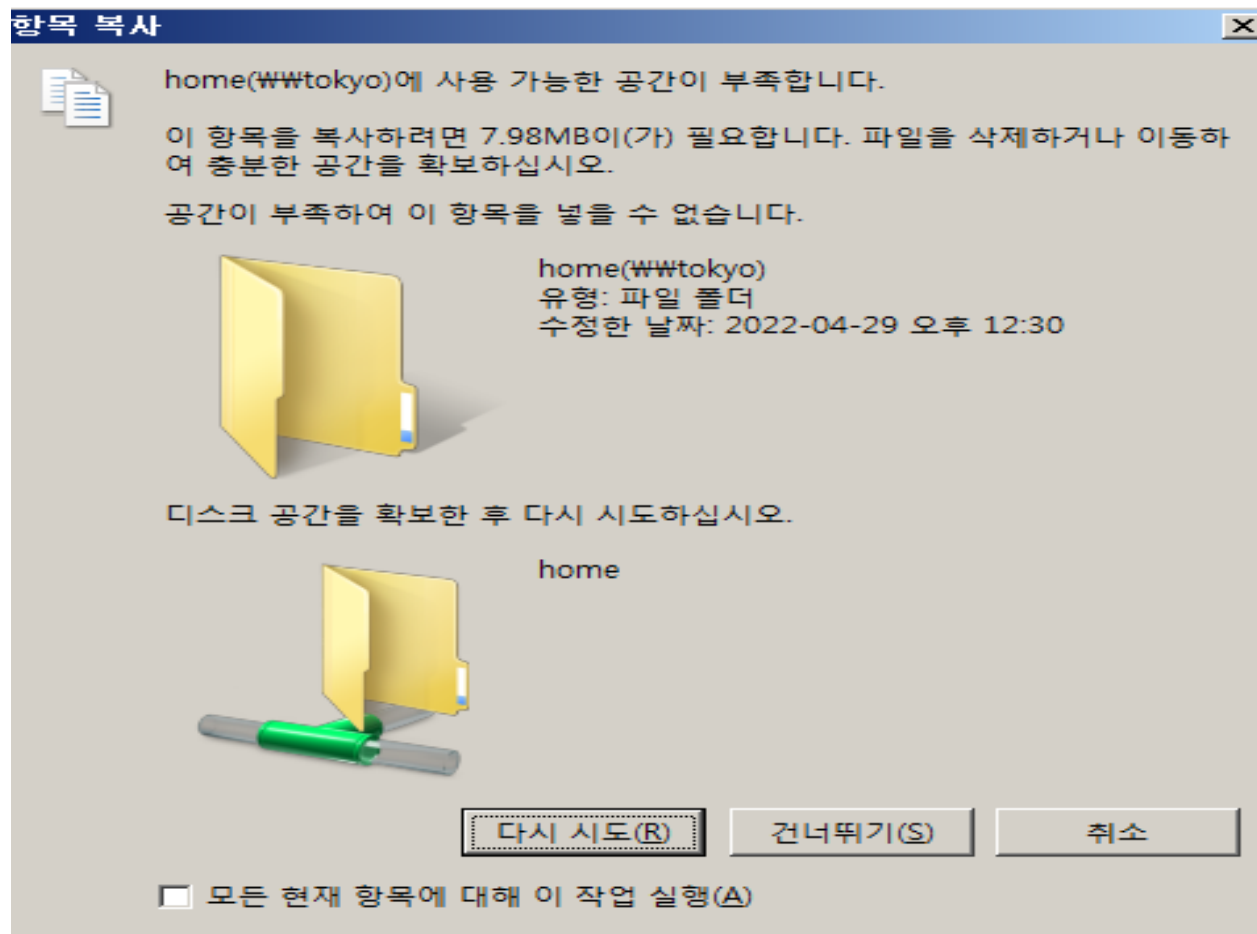 항목 복사
home(₩₩tokyo)에 사용 가능한 공간이 부족합니다.
이 항목을 복사하려면 7.98MB이(가) 필요합니다. 파일을 삭제하거나 이동하
여 충분한 공간을 확보하십시오.
공간이 부족하여 이 항목을 넣을 수 없습니다.
home(₩₩tokyo)
유형: 파일 폴더
수정한 날짜: 2022-04-29 오후 12:30
디스크 공간을 확보한 후 다시 시도하십시오.
home
다시 시도(R) 건너뛰기(S) 취소
모든 현재 항목에 대해 이 작업 실행(A)